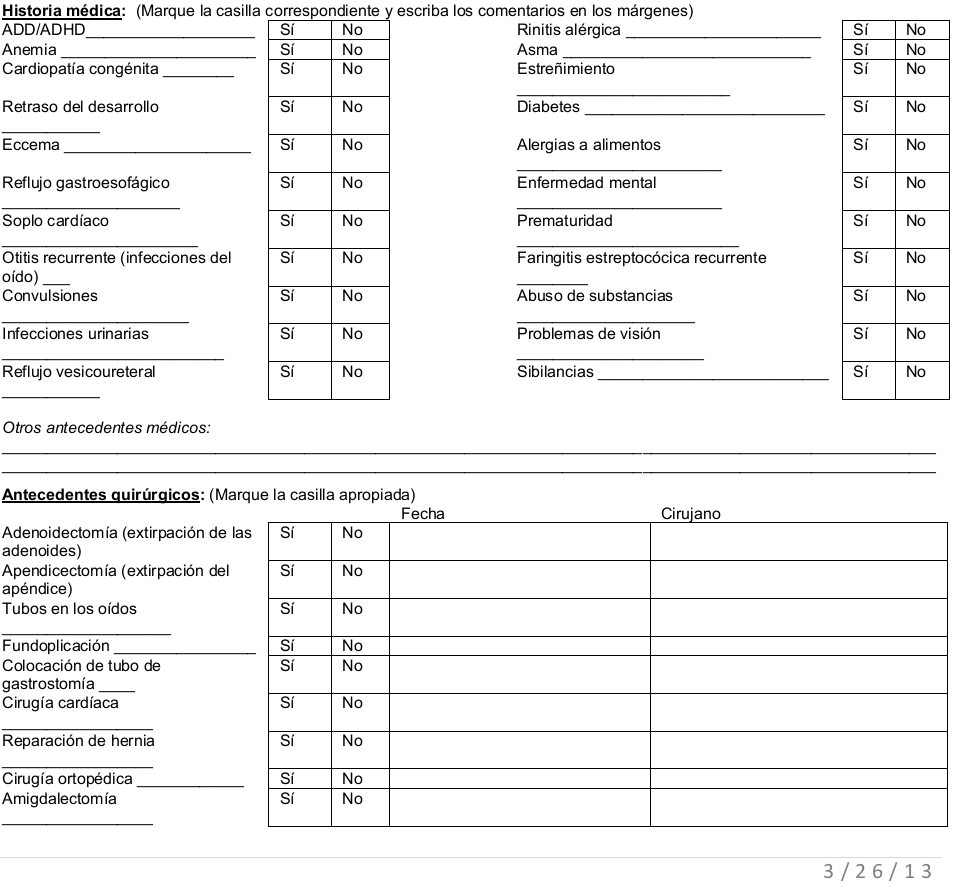 Historia médica: (Marque la casilla correspondiente y escriba los comentarios en los márgenes)
ADD/ADHD___________________ Sí No Rinitis alérgica ______________________ Sí No
Anemia ______________________ Sí No Asma ____________________________ Sí No
Cardiopatía congénita ________ Sí No Estreñimiento Sí No
________________________
Retraso del desarrollo Sí No Diabetes ___________________________ Sí No
___________
Eccema _____________________ Sí No Alergias a alimentos Sí No
_______________________
Reflujo gastroesofágico Sí No Enfermedad mental Sí No
____________________ _______________________
Soplo cardíaco Sí No Prematuridad Sí No
______________________ _________________________
Otitis recurrente (infecciones del Sí No Faringitis estreptocócica recurrente Sí No
oído) ___ ________
Convulsiones Sí No Abuso de substancias Sí No
_____________________ ____________________
Infecciones urinarias Sí No Problemas de visión Sí No
_________________________ _____________________
Reflujo vesicoureteral Sí No Sibilancias __________________________ Sí No
___________
Otros antecedentes médicos:
_________________________________________________________________________________________________________
_________________________________________________________________________________________________________
Antecedentes quirúrgicos: (Marque la casilla apropiada)
Fecha Cirujano
Adenoidectomía (extirpación de las Sí No
adenoides)
Apendicectomía (extirpación del Sí No
apéndice)
Tubos en los oídos Sí No
___________________
Fundoplicación ________________ Sí No
Colocación de tubo de Sí No
gastrostomía ____
Cirugía cardíaca Sí No
_________________
Reparación de hernia Sí No
_________________
Cirugía ortopédica ____________ Sí No
Amigdalectomía Sí No
_________________
3/26/13